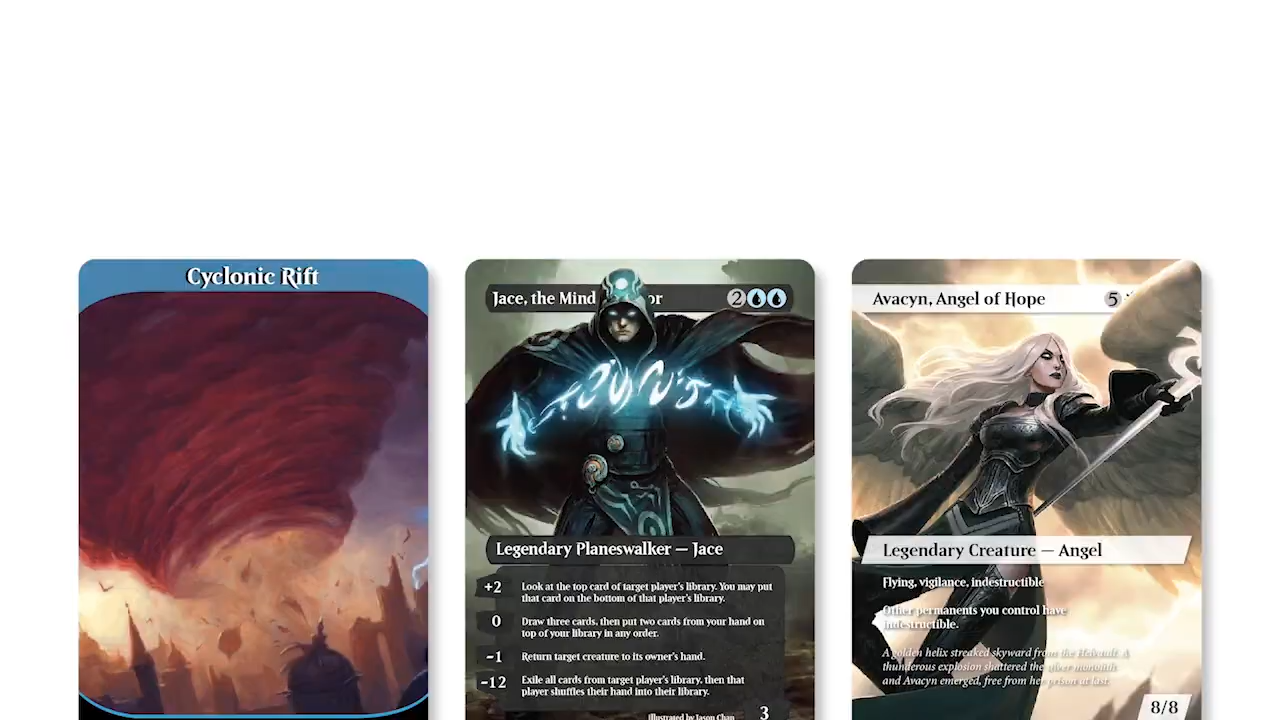 Cyclonic Rift
Jace, the Mind
or
2
Legendary Planeswalker — Jace
+2
Look at the top card of target player's library. You may put
that card on the bottom of that player's library.
0
Draw three cards, then put two cards from your hand on
top of your library in any order.
-1
Return target creature to its owner's hand.
-12
Exile all cards from target player's library, then that
player shuffles their hand into their library.
Illustrated by Jason Chan
3
Avacyn, Angel of Hope
5
Legendary Creature — Angel
Flying, vigilance, indestructible
Other permanents you control have
indestructible.
A golden helix streaked skyward from the Helvault. A
thunderous explosion shattered the silver monolith
and Avacyn emerged, free from her prison at last.
8/8